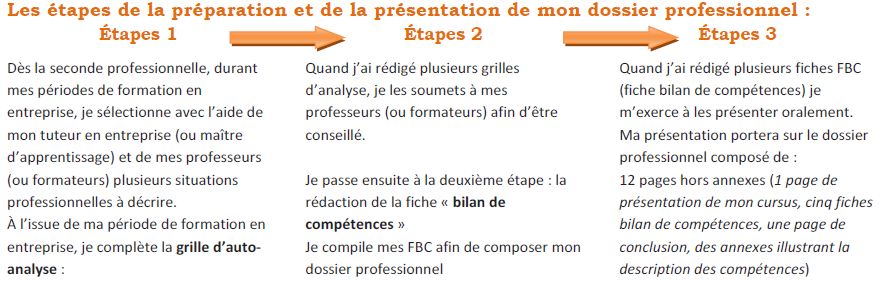 Les étapes de la préparation et de la présentation de mon dossier professionnel :
Étapes 1
Dès la seconde professionnelle, durant
mes périodes de formation en
entreprise, je sélectionne avec l’aide de
mon tuteur en entreprise (ou maître
d’apprentissage) et de mes professeurs
(ou formateurs) plusieurs situations
professionnelles à décrire.
À l’issue de ma période de formation en
entreprise, je complète la grille d’auto-
analyse :
Étapes 2
Quand j’ai rédigé plusieurs grilles
d’analyse, je les soumets à mes
professeurs (ou formateurs) afin d’être
conseillé.
Je passe ensuite à la deuxième étape : la
rédaction de la fiche « bilan de
compétences »
Je compile mes FBC afin de composer mon
dossier professionnel
Étapes 3
Quand j’ai rédigé plusieurs fiches FBC
(fiche bilan de compétences) je
m’exerce à les présenter oralement.
Ma présentation portera sur le dossier
professionnel composé de :
12 pages hors annexes (1 page de
présentation de mon cursus, cinq fiches
bilan de compétences, une page de
conclusion, des annexes illustrant la
description des compétences)